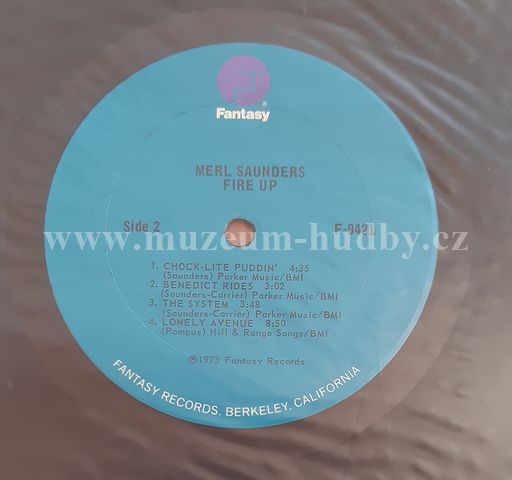 Fantasy
MERL SAUNDERS
FIRE UP
Side 2 F-9421
www.muzeum-hudby.cz
1. CHOCK-LITE PUDDIN' 4:35
(Saunders) Parker Music/BMI
2. BENEDICT RIDES 3:02
(Saunders-Carrier) Parker Music/BMI
3. THE SYSTEM 3:48
(Saunders-Carrier) Parker Music/BMI
4. LONELY AVENUE 8:50
(Pompus) Hill & Range Songs/BMI
℗1973 Fantasy Records
FANTASY RECORDS, BERKELEY, CALIFORNIA